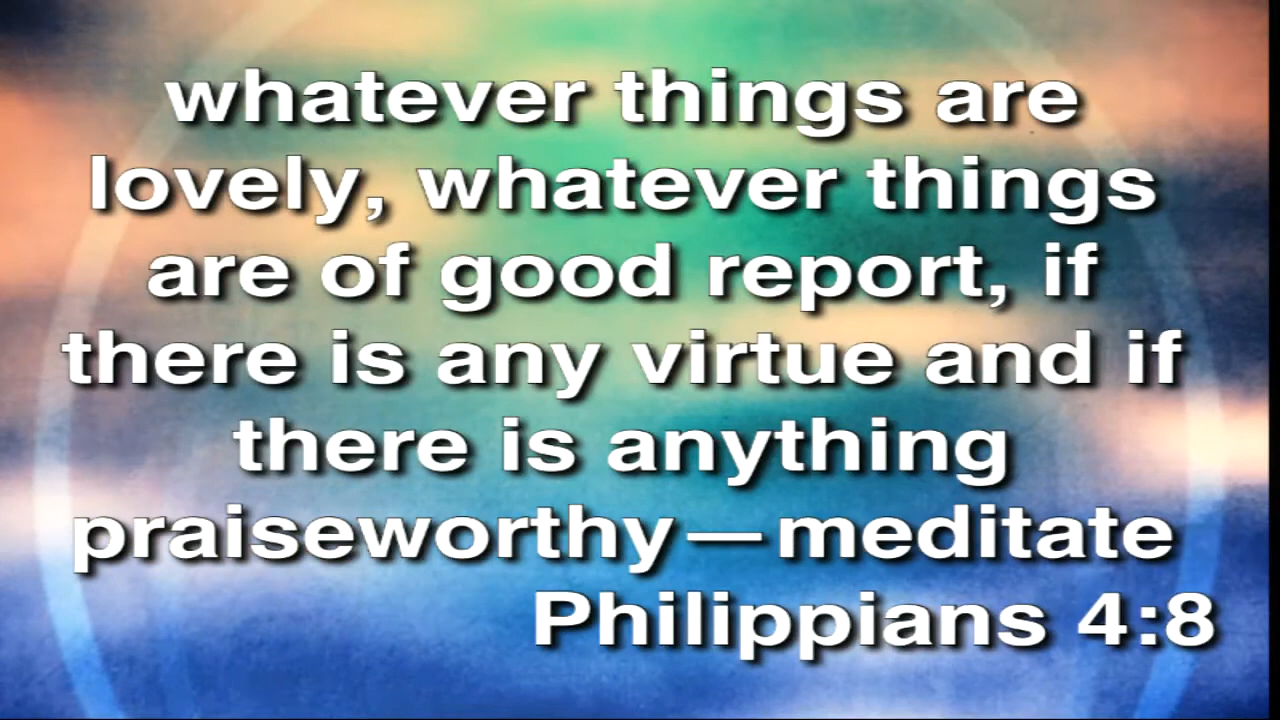 whatever things are
lovely, whatever things
are of good report, if
there is any virtue and if
there is anything
praiseworthy—meditate
Philippians 4:8